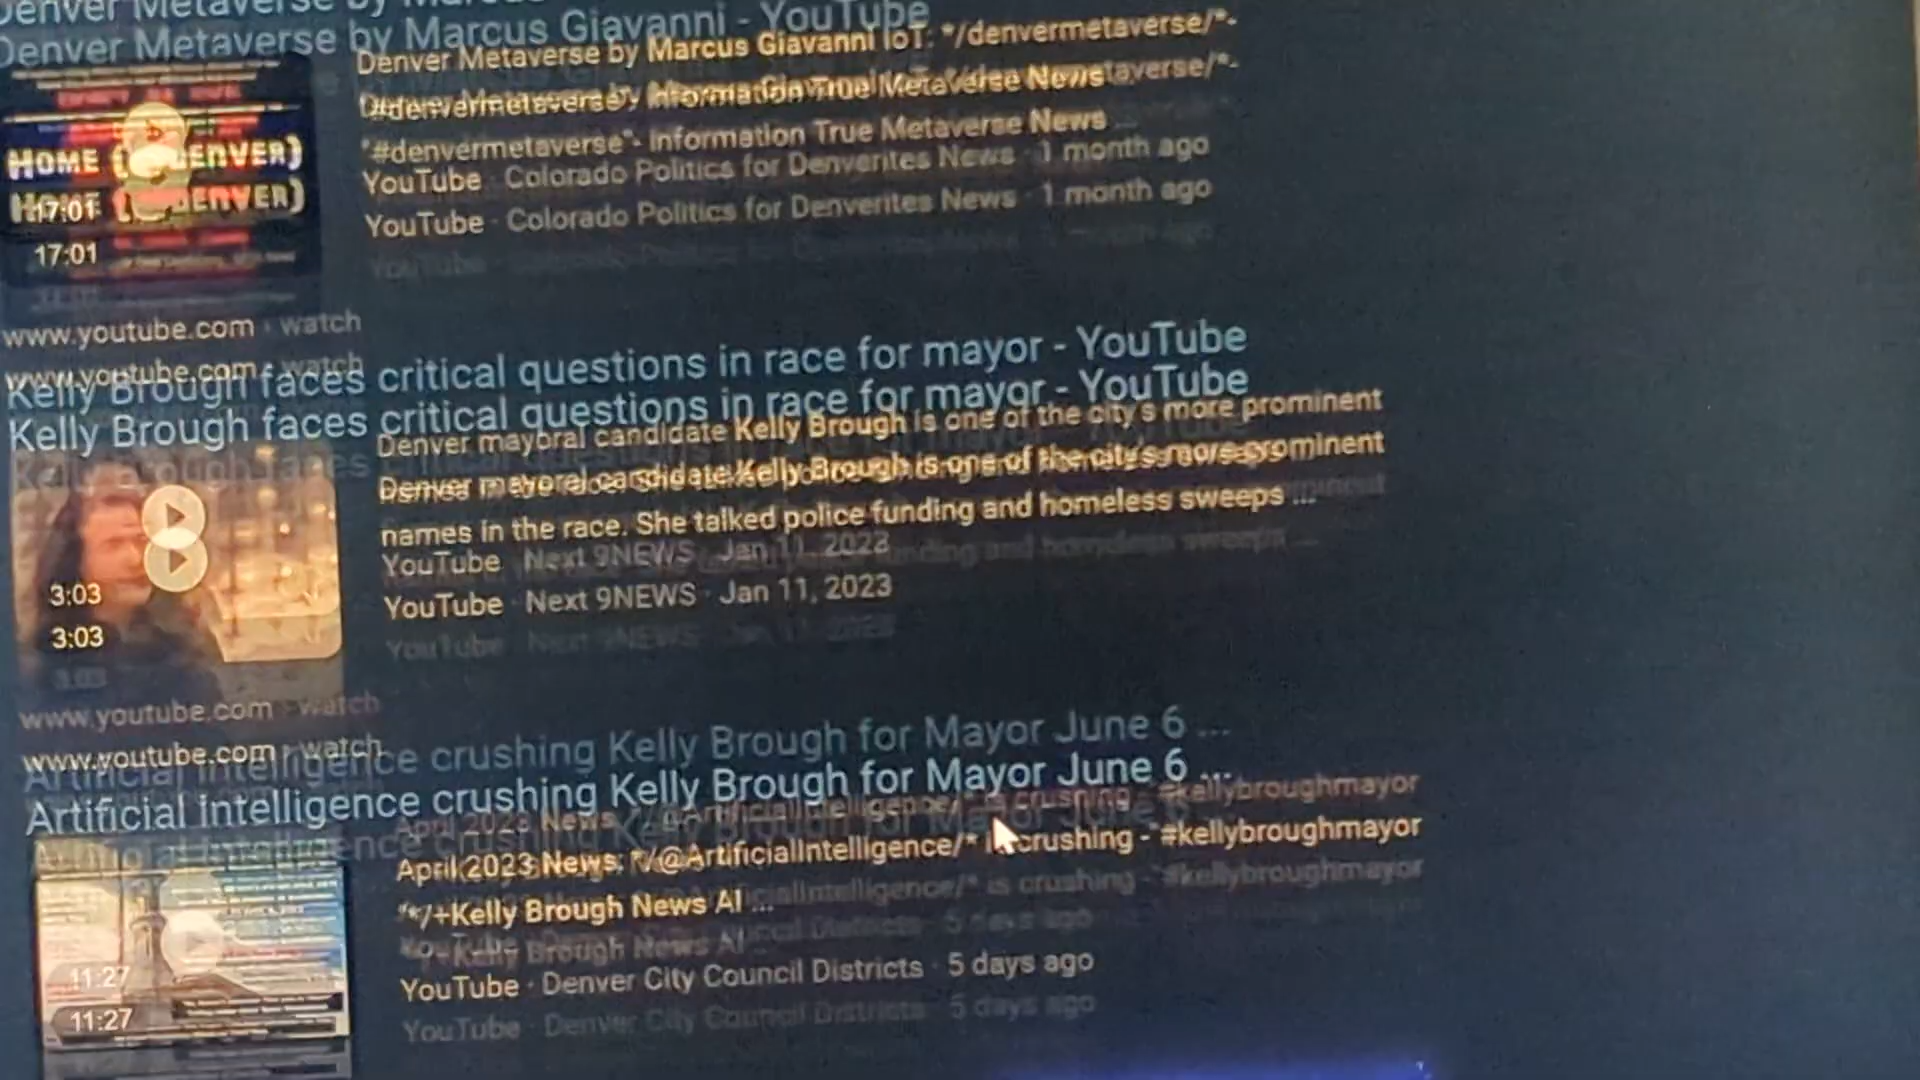 Denver Metaverse by Marcus Giavanni - YouTube
Denver Metaverse by Marcus Giavanni IoT: */denvermetaverse/*-
"#denvermetaverse"- Information True Metaverse News ...
YouTube · Colorado Politics for Denverites News · 1 month ago
HOME ( DENVER)
17:01
www.youtube.com › watch
Kelly Brough faces critical questions in race for mayor - YouTube
Denver mayoral candidate Kelly Brough is one of the city's more prominent
names in the race. She talked police funding and homeless sweeps ...
YouTube · Next 9NEWS · Jan 11, 2023
3:03
www.youtube.com › watch
Artificial intelligence crushing Kelly Brough for Mayor June 6 ...
April 2023 News: */@ArtificialIntelligence/* is crushing - "#kellybroughmayor
"*/+Kelly Brough News AI ...
YouTube · Denver City Council Districts · 5 days ago
11:27